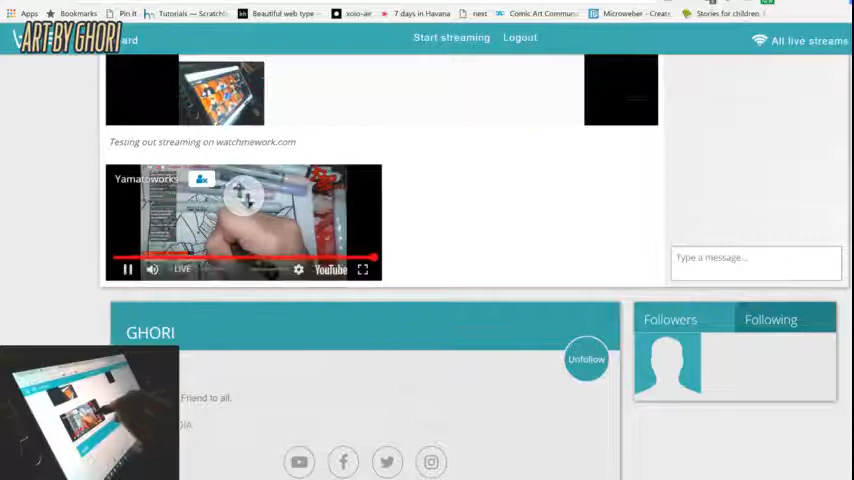 Apps Bookmarks Pin It Tutorials — Scratch Beautiful web type xoio-air 7 days in Havana next Comic Art Commun Microweber - Create Stories for children
ART BY GHORI
ard Start streaming Logout All live streams
Testing out streaming on watchmework.com
Yamatoworks
LIVE YouTube
Type a message...
GHORI
Followers Following
Unfollow
Friend to all.
DIA